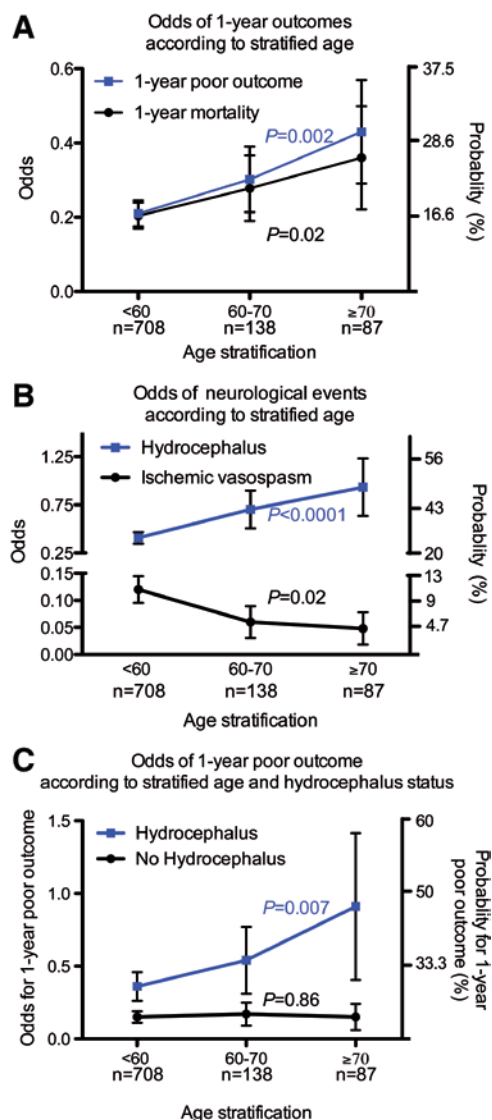 A
Odds of 1-year outcomes
according to stratified age
1-year poor outcome
1-year mortality
P=0.002
P=0.02
Odds
0.6
0.4
0.2
0.0
37.5
28.6
16.6
Probablity (%)
<60
n=708
60-70
n=138
≥70
n=87
Age stratification
B
Odds of neurological events
according to stratified age
Hydrocephalus
Ischemic vasospasm
P<0.0001
P=0.02
Odds
1.25
0.75
0.25
0.15
0.10
0.05
0.00
56
43
20
13
9
4.7
Probablity (%)
<60
n=708
60-70
n=138
≥70
n=87
Age stratification
C
Odds of 1-year poor outcome
according to stratified age and hydrocephalus status
Hydrocephalus
No Hydrocephalus
P=0.007
P=0.86
Odds for 1-year poor outcome
1.5
1.0
0.5
0.0
60
50
33.3
Probablity for 1-year
poor outcome (%)
<60
n=708
60-70
n=138
≥70
n=87
Age stratification